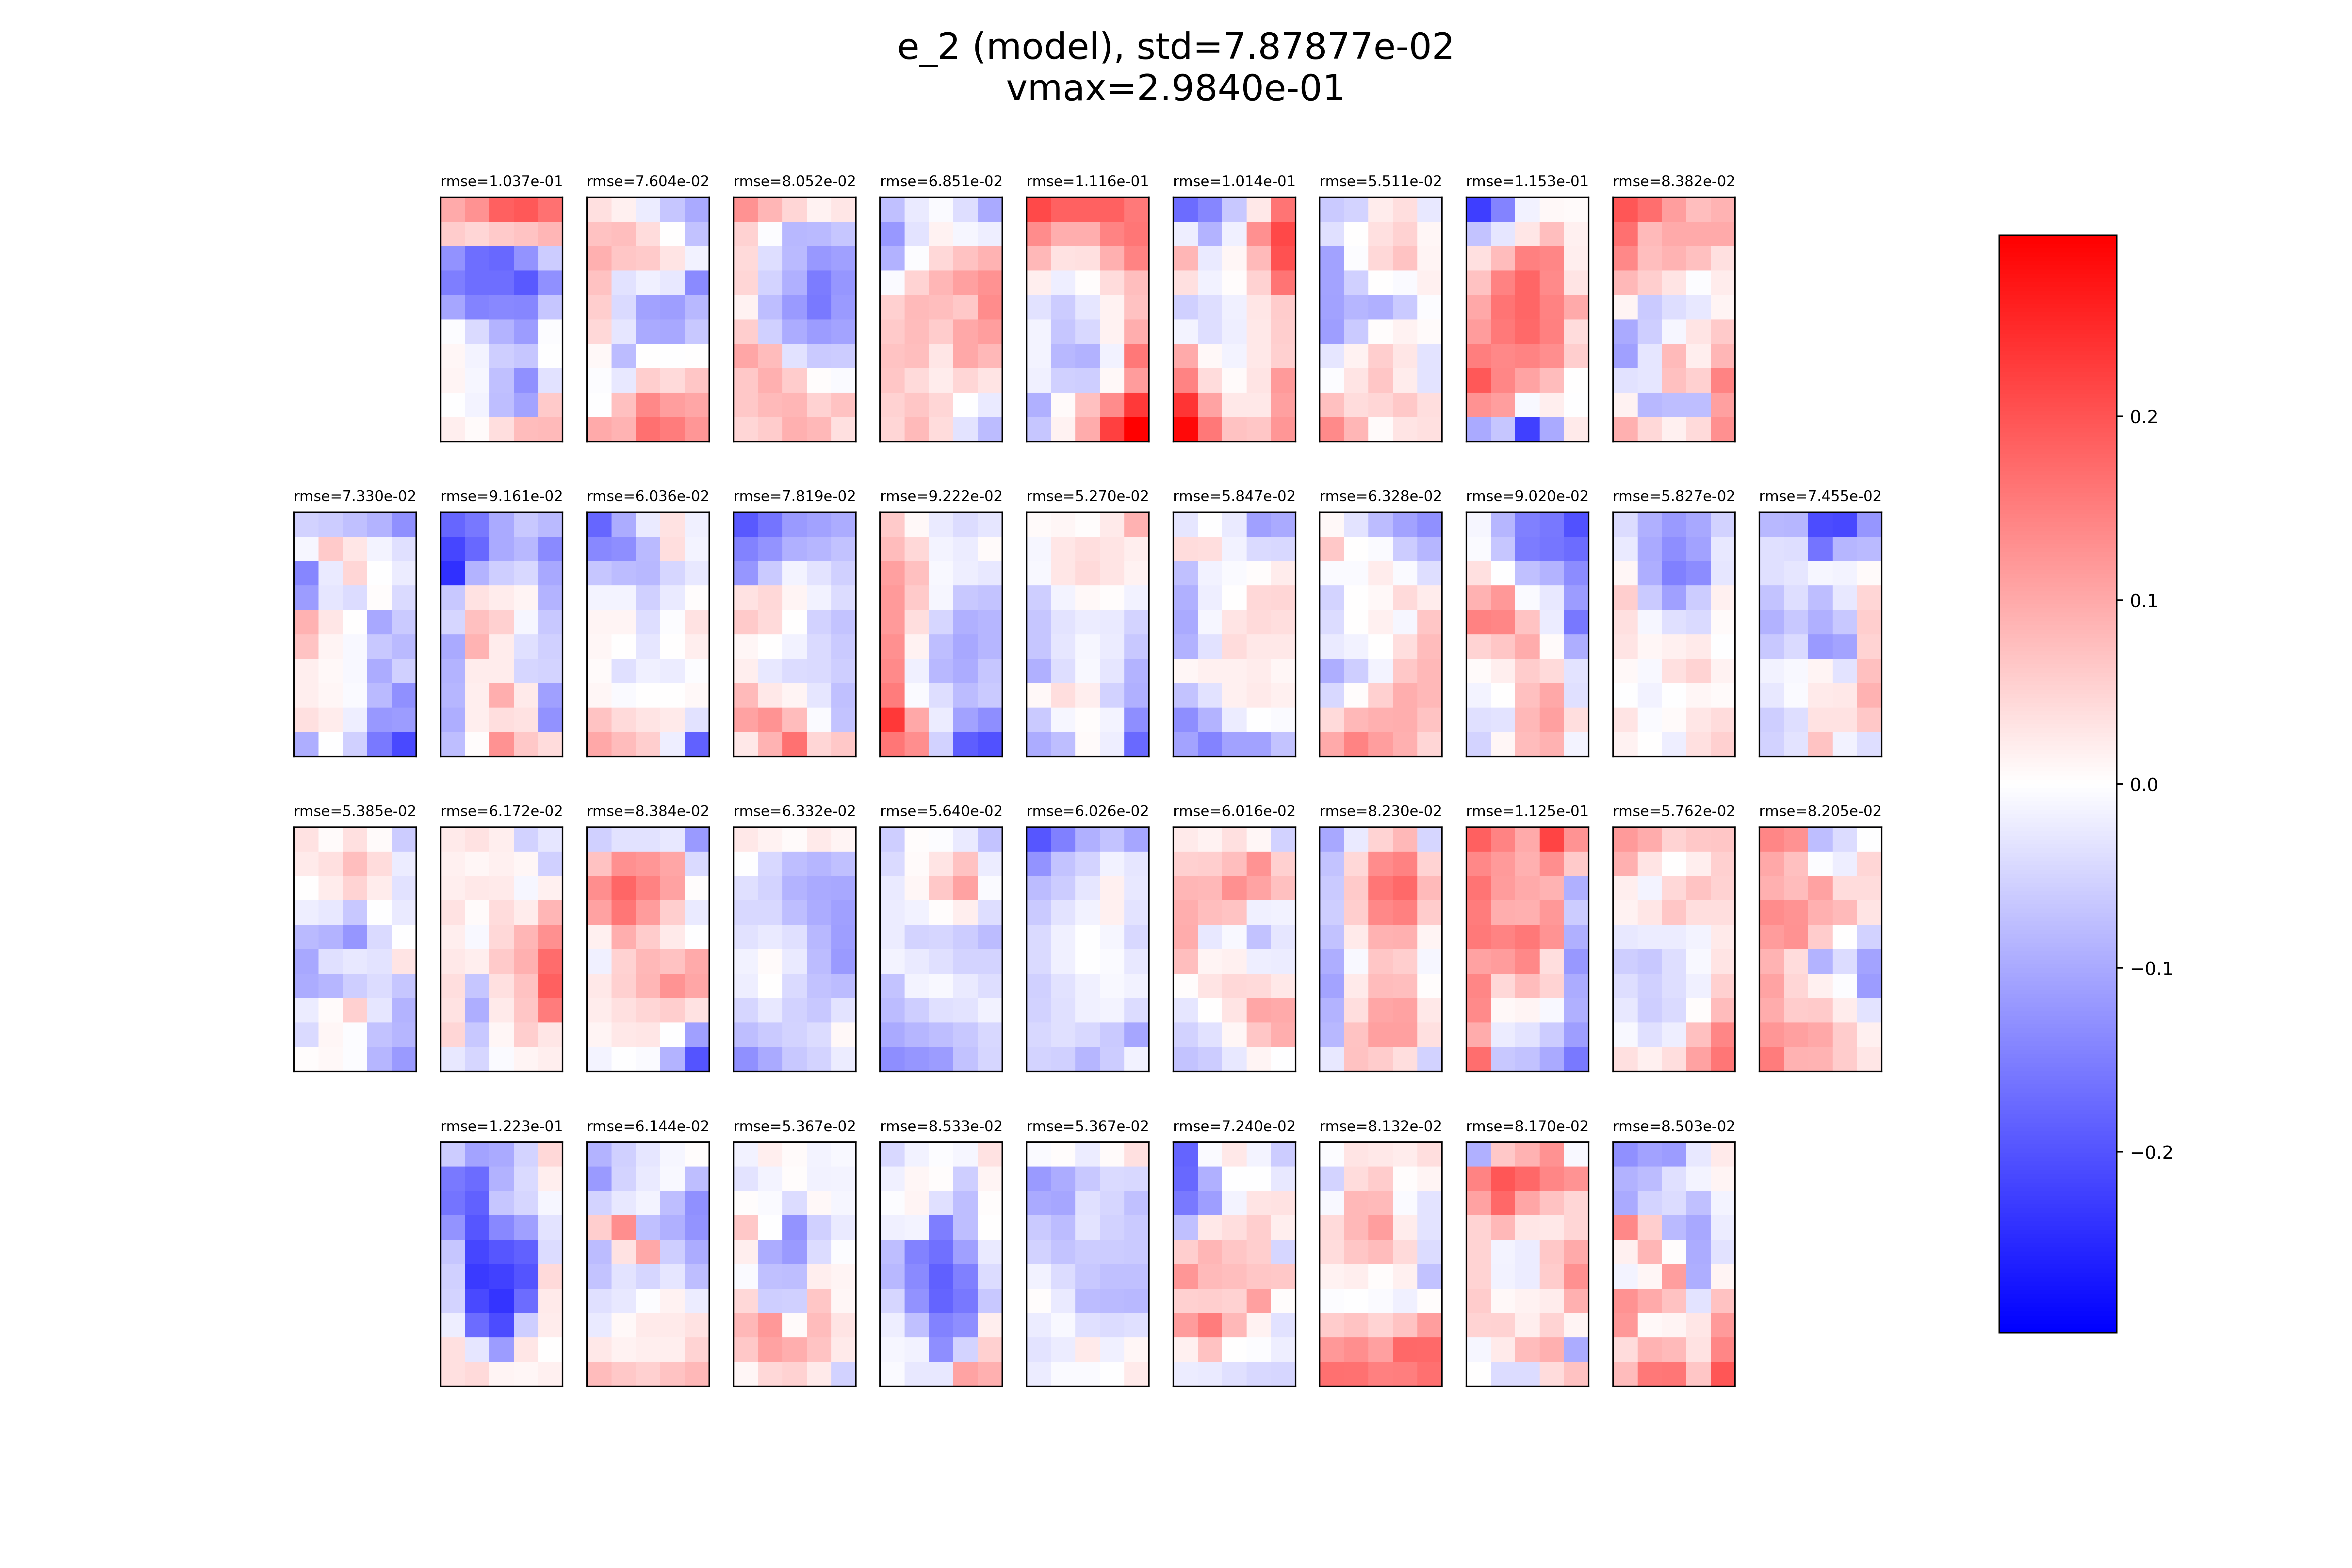 e_2 (model), std=7.87877e-02
vmax=2.9840e-01
rmse=1.037e-01 rmse=7.604e-02 rmse=8.052e-02 rmse=6.851e-02 rmse=1.116e-01 rmse=1.014e-01 rmse=5.511e-02 rmse=1.153e-01 rmse=8.382e-02
rmse=7.330e-02 rmse=9.161e-02 rmse=6.036e-02 rmse=7.819e-02 rmse=9.222e-02 rmse=5.270e-02 rmse=5.847e-02 rmse=6.328e-02 rmse=9.020e-02 rmse=5.827e-02 rmse=7.455e-02
rmse=5.385e-02 rmse=6.172e-02 rmse=8.384e-02 rmse=6.332e-02 rmse=5.640e-02 rmse=6.026e-02 rmse=6.016e-02 rmse=8.230e-02 rmse=1.125e-01 rmse=5.762e-02 rmse=8.205e-02
rmse=1.223e-01 rmse=6.144e-02 rmse=5.367e-02 rmse=8.533e-02 rmse=5.367e-02 rmse=7.240e-02 rmse=8.132e-02 rmse=8.170e-02 rmse=8.503e-02
0.2
0.1
0.0
−0.1
−0.2